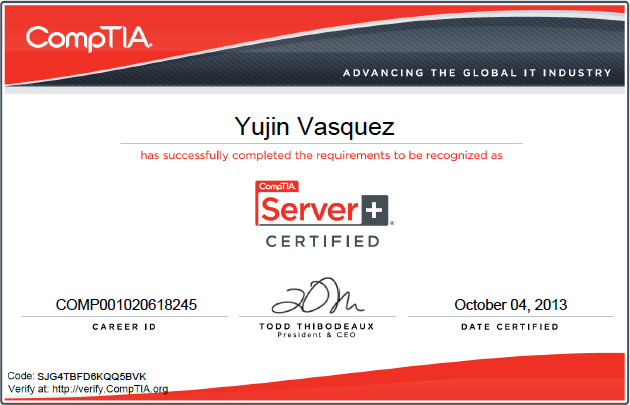 CompTIA®
ADVANCING THE GLOBAL IT INDUSTRY
Yujin Vasquez
has successfully completed the requirements to be recognized as
CompTIA
Server+®
CERTIFIED
COMP001020618245
CAREER ID
TODD THIBODEAUX
President & CEO
October 04, 2013
DATE CERTIFIED
Code: SJG4TBFD6KQQ5BVK
Verify at: http://verify.CompTIA.org